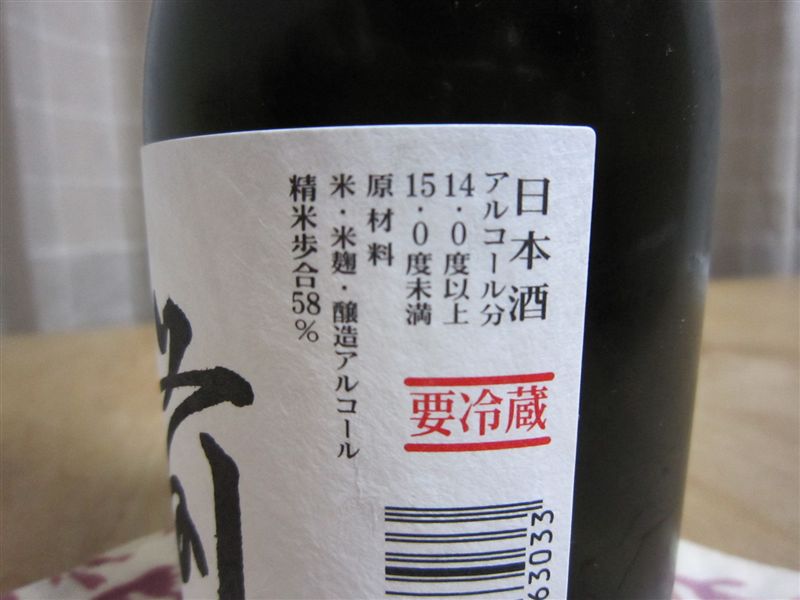 日本酒
アルコール分
14.0度以上
15.0度未満
原材料
米・米麹・醸造アルコール
精米歩合58%
要冷蔵
63033